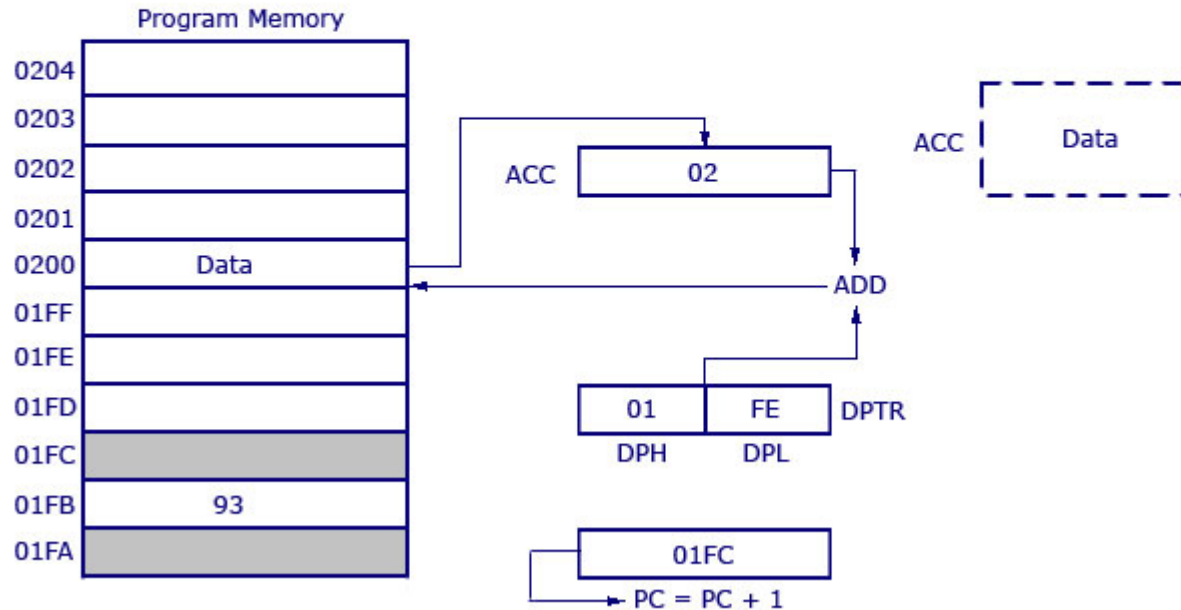 Program Memory
0204
0203
0202
0201
0200 Data
01FF
01FE
01FD
01FC
01FB 93
01FA
ACC 02
ADD
01 FE DPTR
DPH DPL
01FC
PC = PC + 1
ACC Data